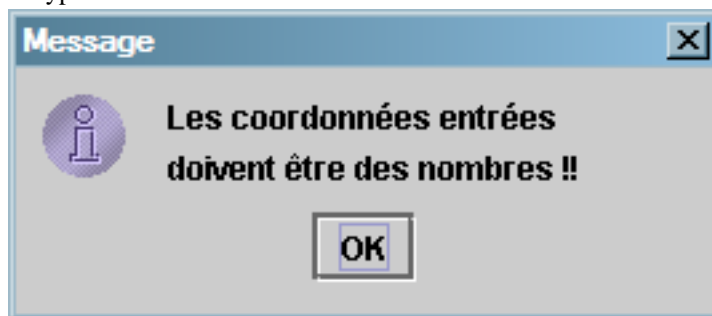 Message
Les coordonnées entrées
doivent être des nombres !!
OK